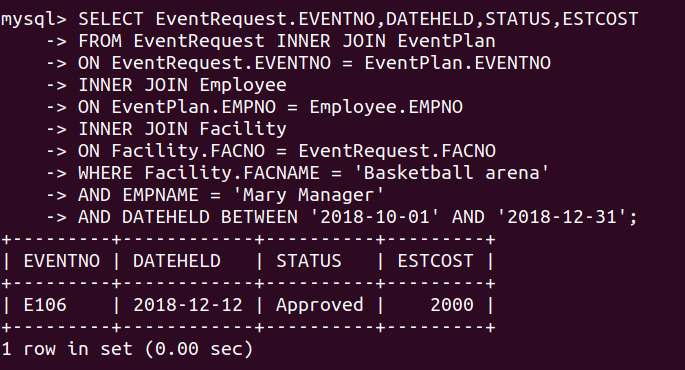 mysql> SELECT EventRequest.EVENTNO,DATEHELD,STATUS,ESTCOST
    -> FROM EventRequest INNER JOIN EventPlan
    -> ON EventRequest.EVENTNO = EventPlan.EVENTNO
    -> INNER JOIN Employee
    -> ON EventPlan.EMPNO = Employee.EMPNO
    -> INNER JOIN Facility
    -> ON Facility.FACNO = EventRequest.FACNO
    -> WHERE Facility.FACNAME = 'Basketball arena'
    -> AND EMPNAME = 'Mary Manager'
    -> AND DATEHELD BETWEEN '2018-10-01' AND '2018-12-31';
+---------+------------+----------+---------+
| EVENTNO | DATEHELD   | STATUS   | ESTCOST |
+---------+------------+----------+---------+
| E106    | 2018-12-12 | Approved |    2000 |
+---------+------------+----------+---------+
1 row in set (0.00 sec)